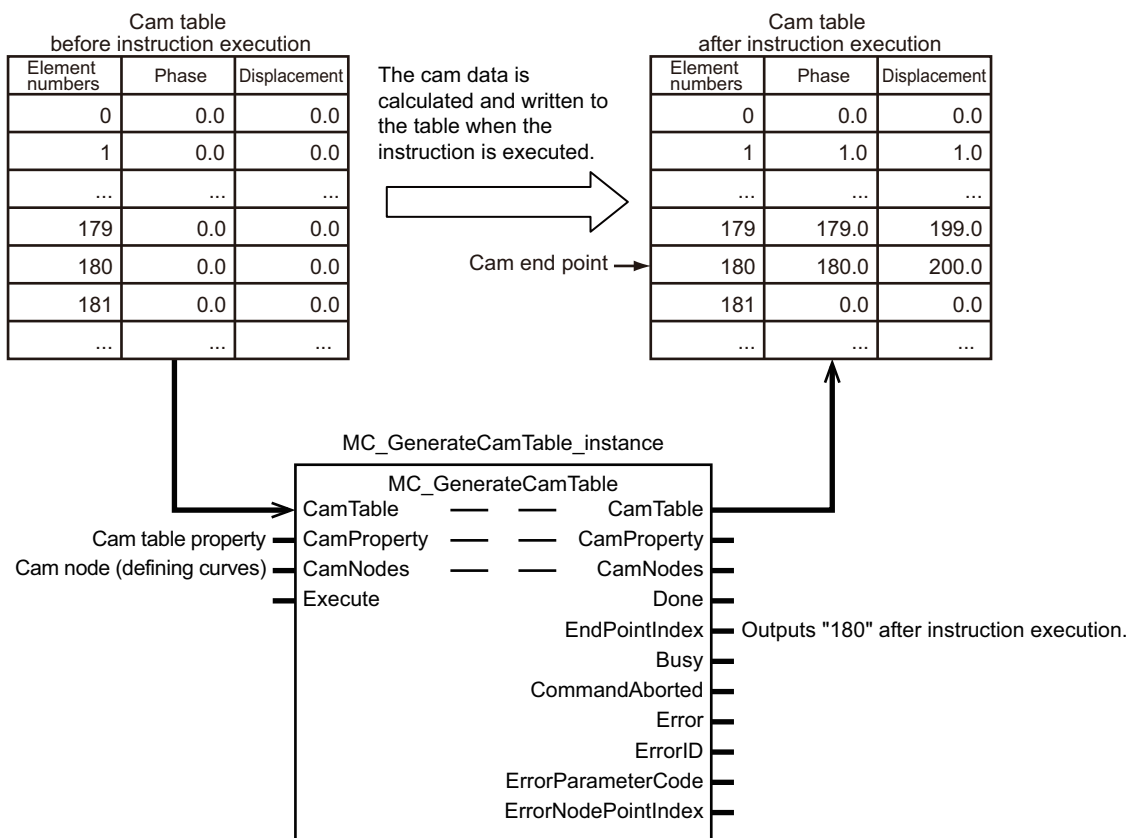 Cam table
before instruction execution
Element numbers Phase Displacement
0 0.0 0.0
1 0.0 0.0
... ... ...
179 0.0 0.0
180 0.0 0.0
181 0.0 0.0
... ... ...
The cam data is
calculated and written to
the table when the
instruction is executed.
Cam end point
Cam table
after instruction execution
Element numbers Phase Displacement
0 0.0 0.0
1 1.0 1.0
... ... ...
179 179.0 199.0
180 180.0 200.0
181 0.0 0.0
... ... ...
MC_GenerateCamTable_instance
MC_GenerateCamTable
CamTable — — CamTable
Cam table property CamProperty — — CamProperty
Cam node (defining curves) CamNodes — — CamNodes
Execute Done
EndPointIndex Outputs "180" after instruction execution.
Busy
CommandAborted
Error
ErrorID
ErrorParameterCode
ErrorNodePointIndex